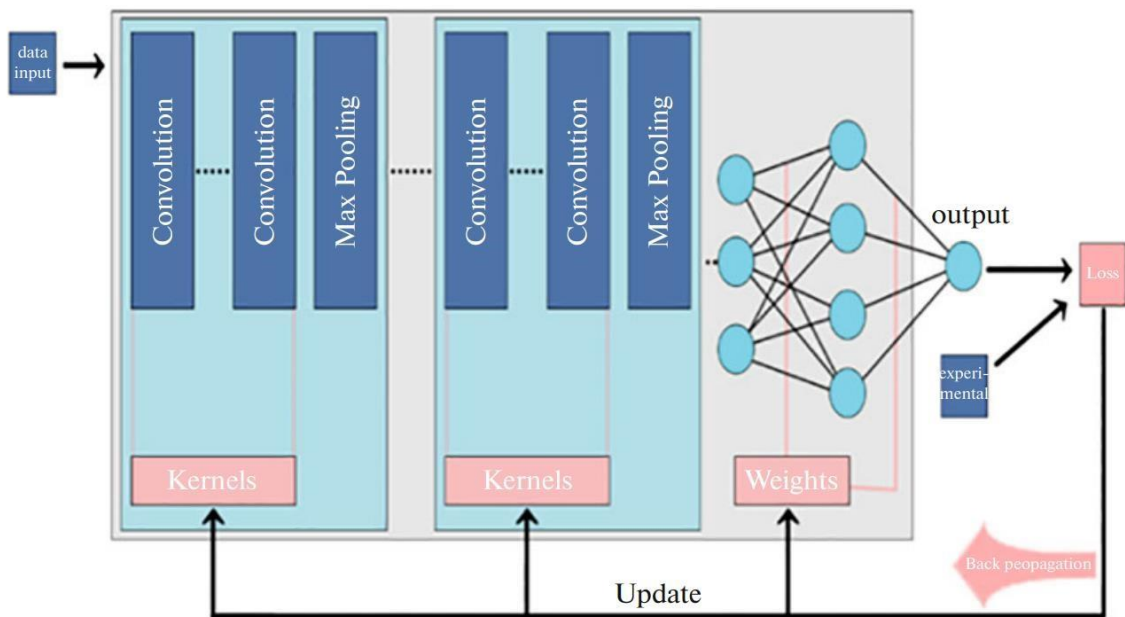 data
input
Convolution
Convolution
Max Pooling
Convolution
Convolution
Max Pooling
output
Loss
experi-
mental
Kernels
Kernels
Weights
Back peopagation
Update